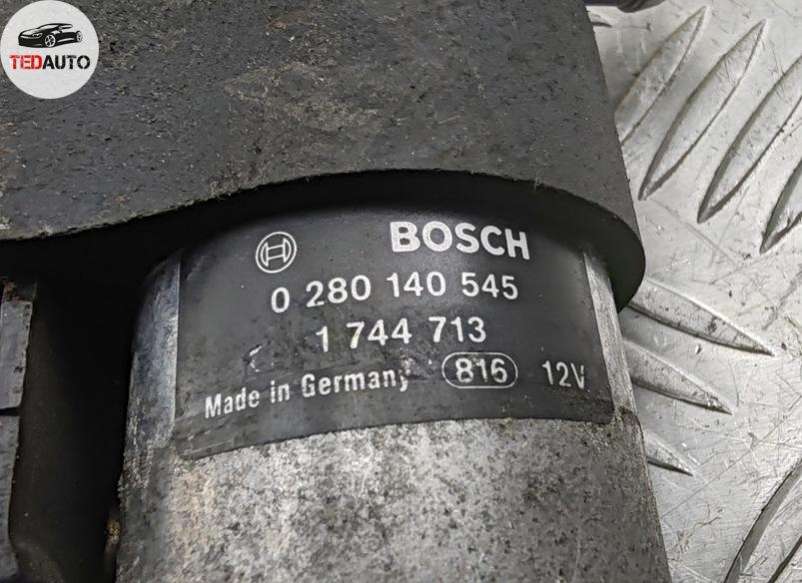 TEDAUTO
BOSCH
0 280 140 545
1 744 713
Made in Germany 816 12V